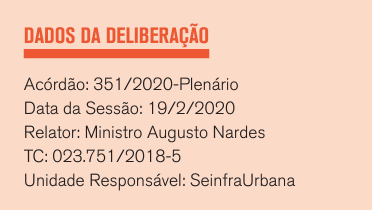 DADOS DA DELIBERAÇÃO
Acórdão: 351/2020-Plenário
Data da Sessão: 19/2/2020
Relator: Ministro Augusto Nardes
TC: 023.751/2018-5
Unidade Responsável: SeinfraUrbana